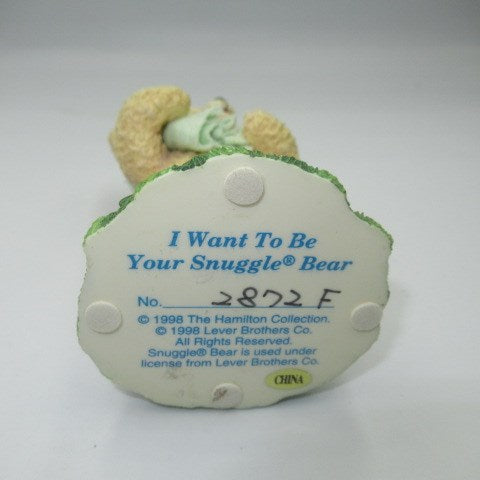 I Want To Be
Your Snuggle® Bear
No. 2872 F
© 1998 The Hamilton Collection.
© 1998 Lever Brothers Co.
All Rights Reserved.
Snuggle® Bear is used under
license from Lever Brothers Co.
CHINA